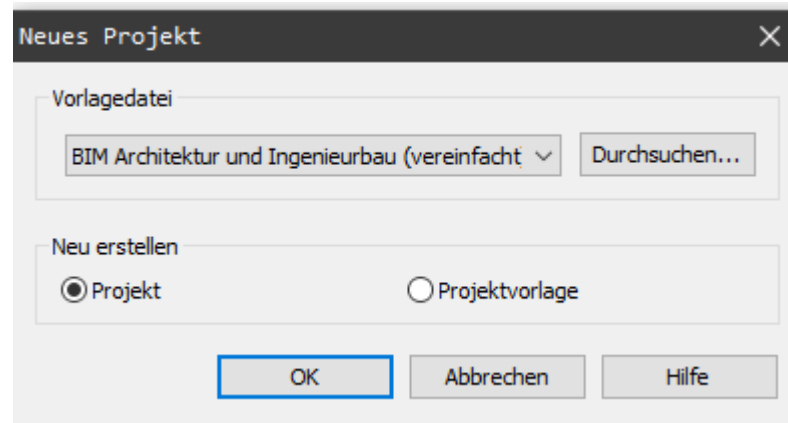 Neues Projekt
Vorlagedatei
BIM Architektur und Ingenieurbau (vereinfacht
Durchsuchen...
Neu erstellen
Projekt
Projektvorlage
OK
Abbrechen
Hilfe